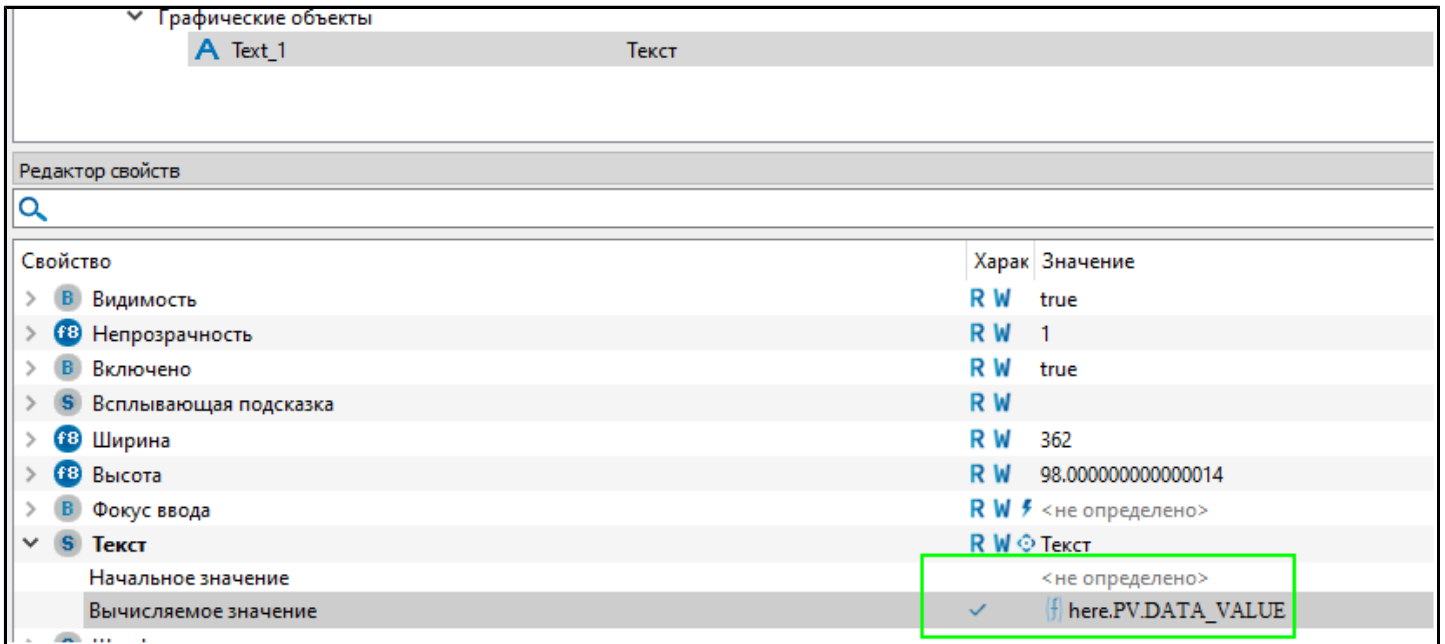 Графические объекты
A Text_1 Текст
Редактор свойств
Свойство Харак Значение
B Видимость R W true
f8 Непрозрачность R W 1
B Включено R W true
S Всплывающая подсказка R W
f8 Ширина R W 362
f8 Высота R W 98.000000000000014
B Фокус ввода R W <не определено>
S Текст R W Текст
Начальное значение <не определено>
Вычисляемое значение {f} here.PV.DATA_VALUE